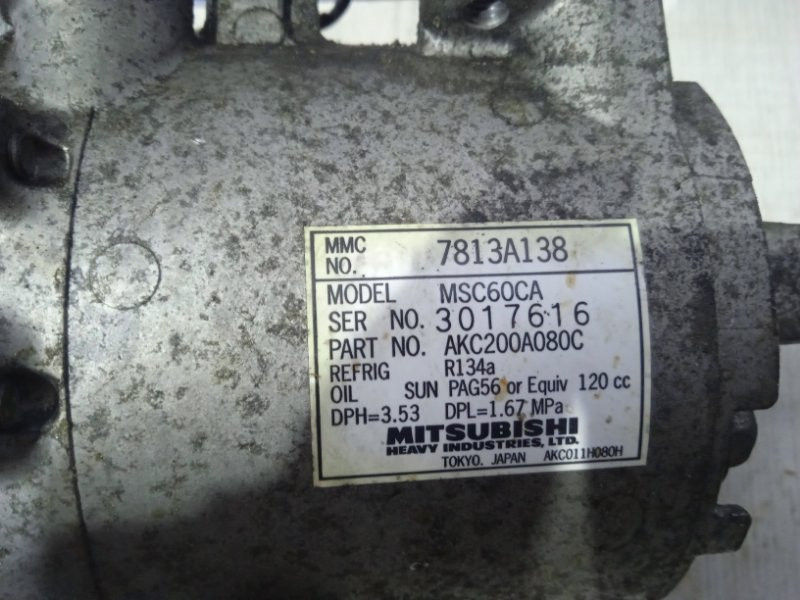 MMC NO. 7813A138
MODEL MSC60CA
SER NO. 3017616
PART NO. AKC200A080C
REFRIG R134a
OIL SUN PAG56 or Equiv 120 cc
DPH=3.53 DPL=1.67 MPa
MITSUBISHI
HEAVY INDUSTRIES, LTD.
TOKYO. JAPAN AKC011H080H